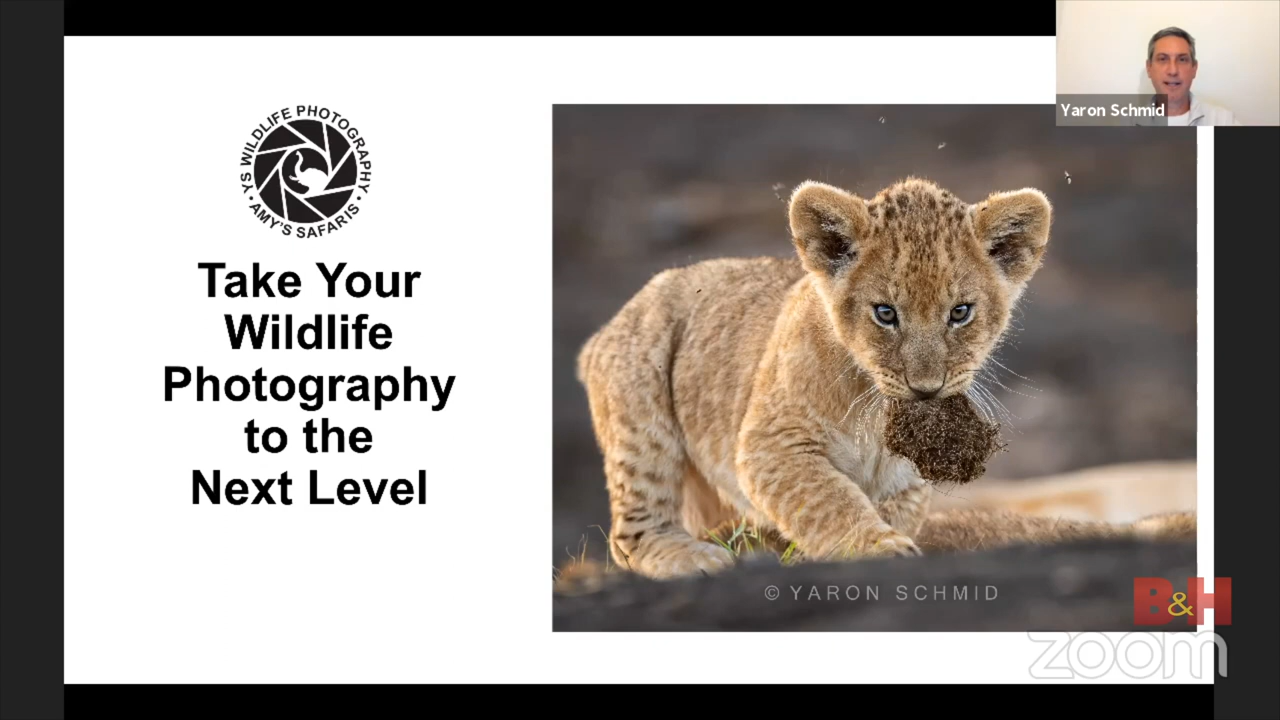 YS WILDLIFE PHOTOGRAPHY
• AMY'S SAFARIS •
Take Your
Wildlife
Photography
to the
Next Level
Yaron Schmid
© YARON SCHMID
B&H
zoom